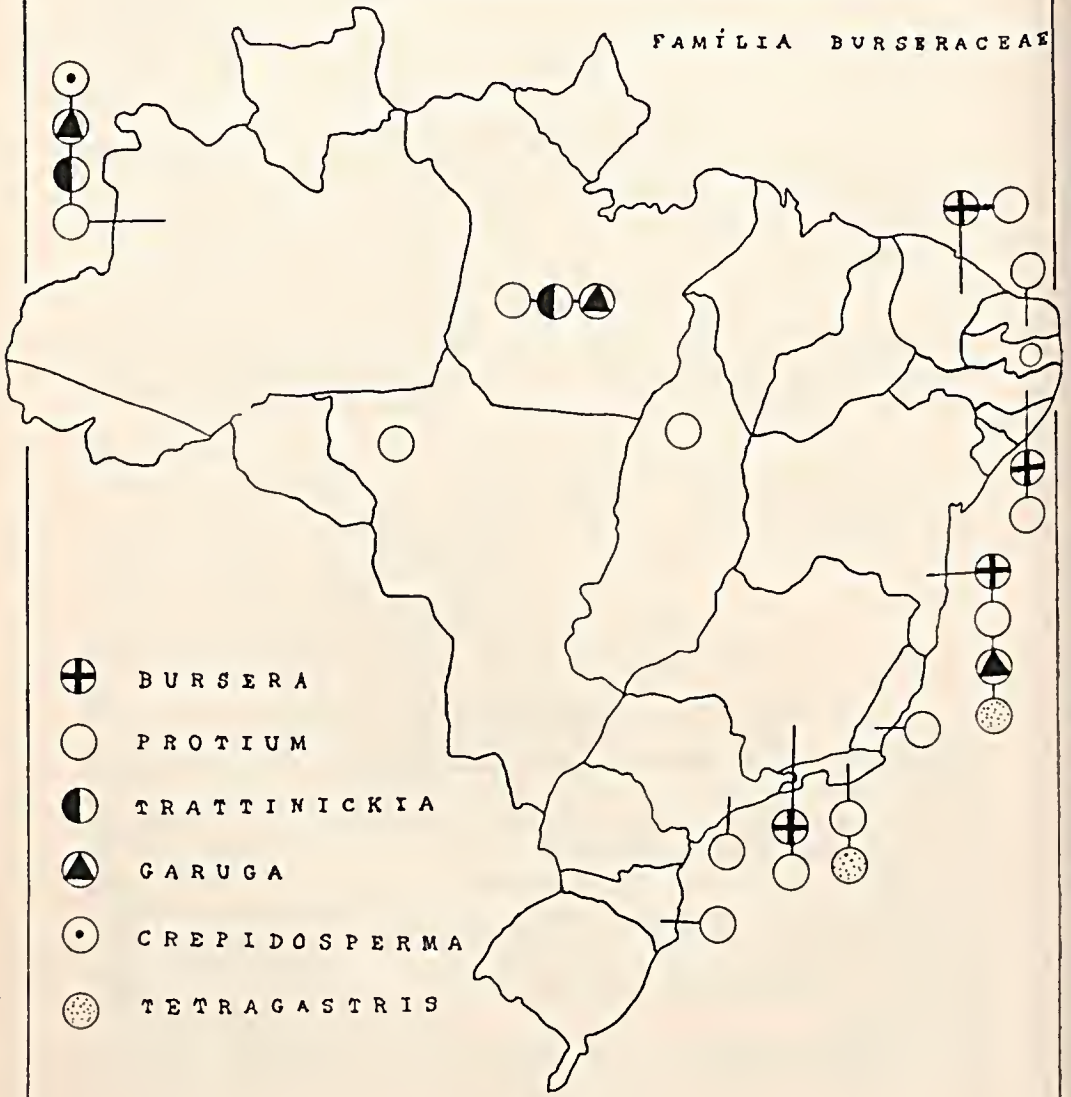 FAMÍLIA BURSERACEAE
BURSERA
PROTIUM
TRATTINICKIA
GARUGA
CREPIDOSPERMA
TETRAGASTRIS